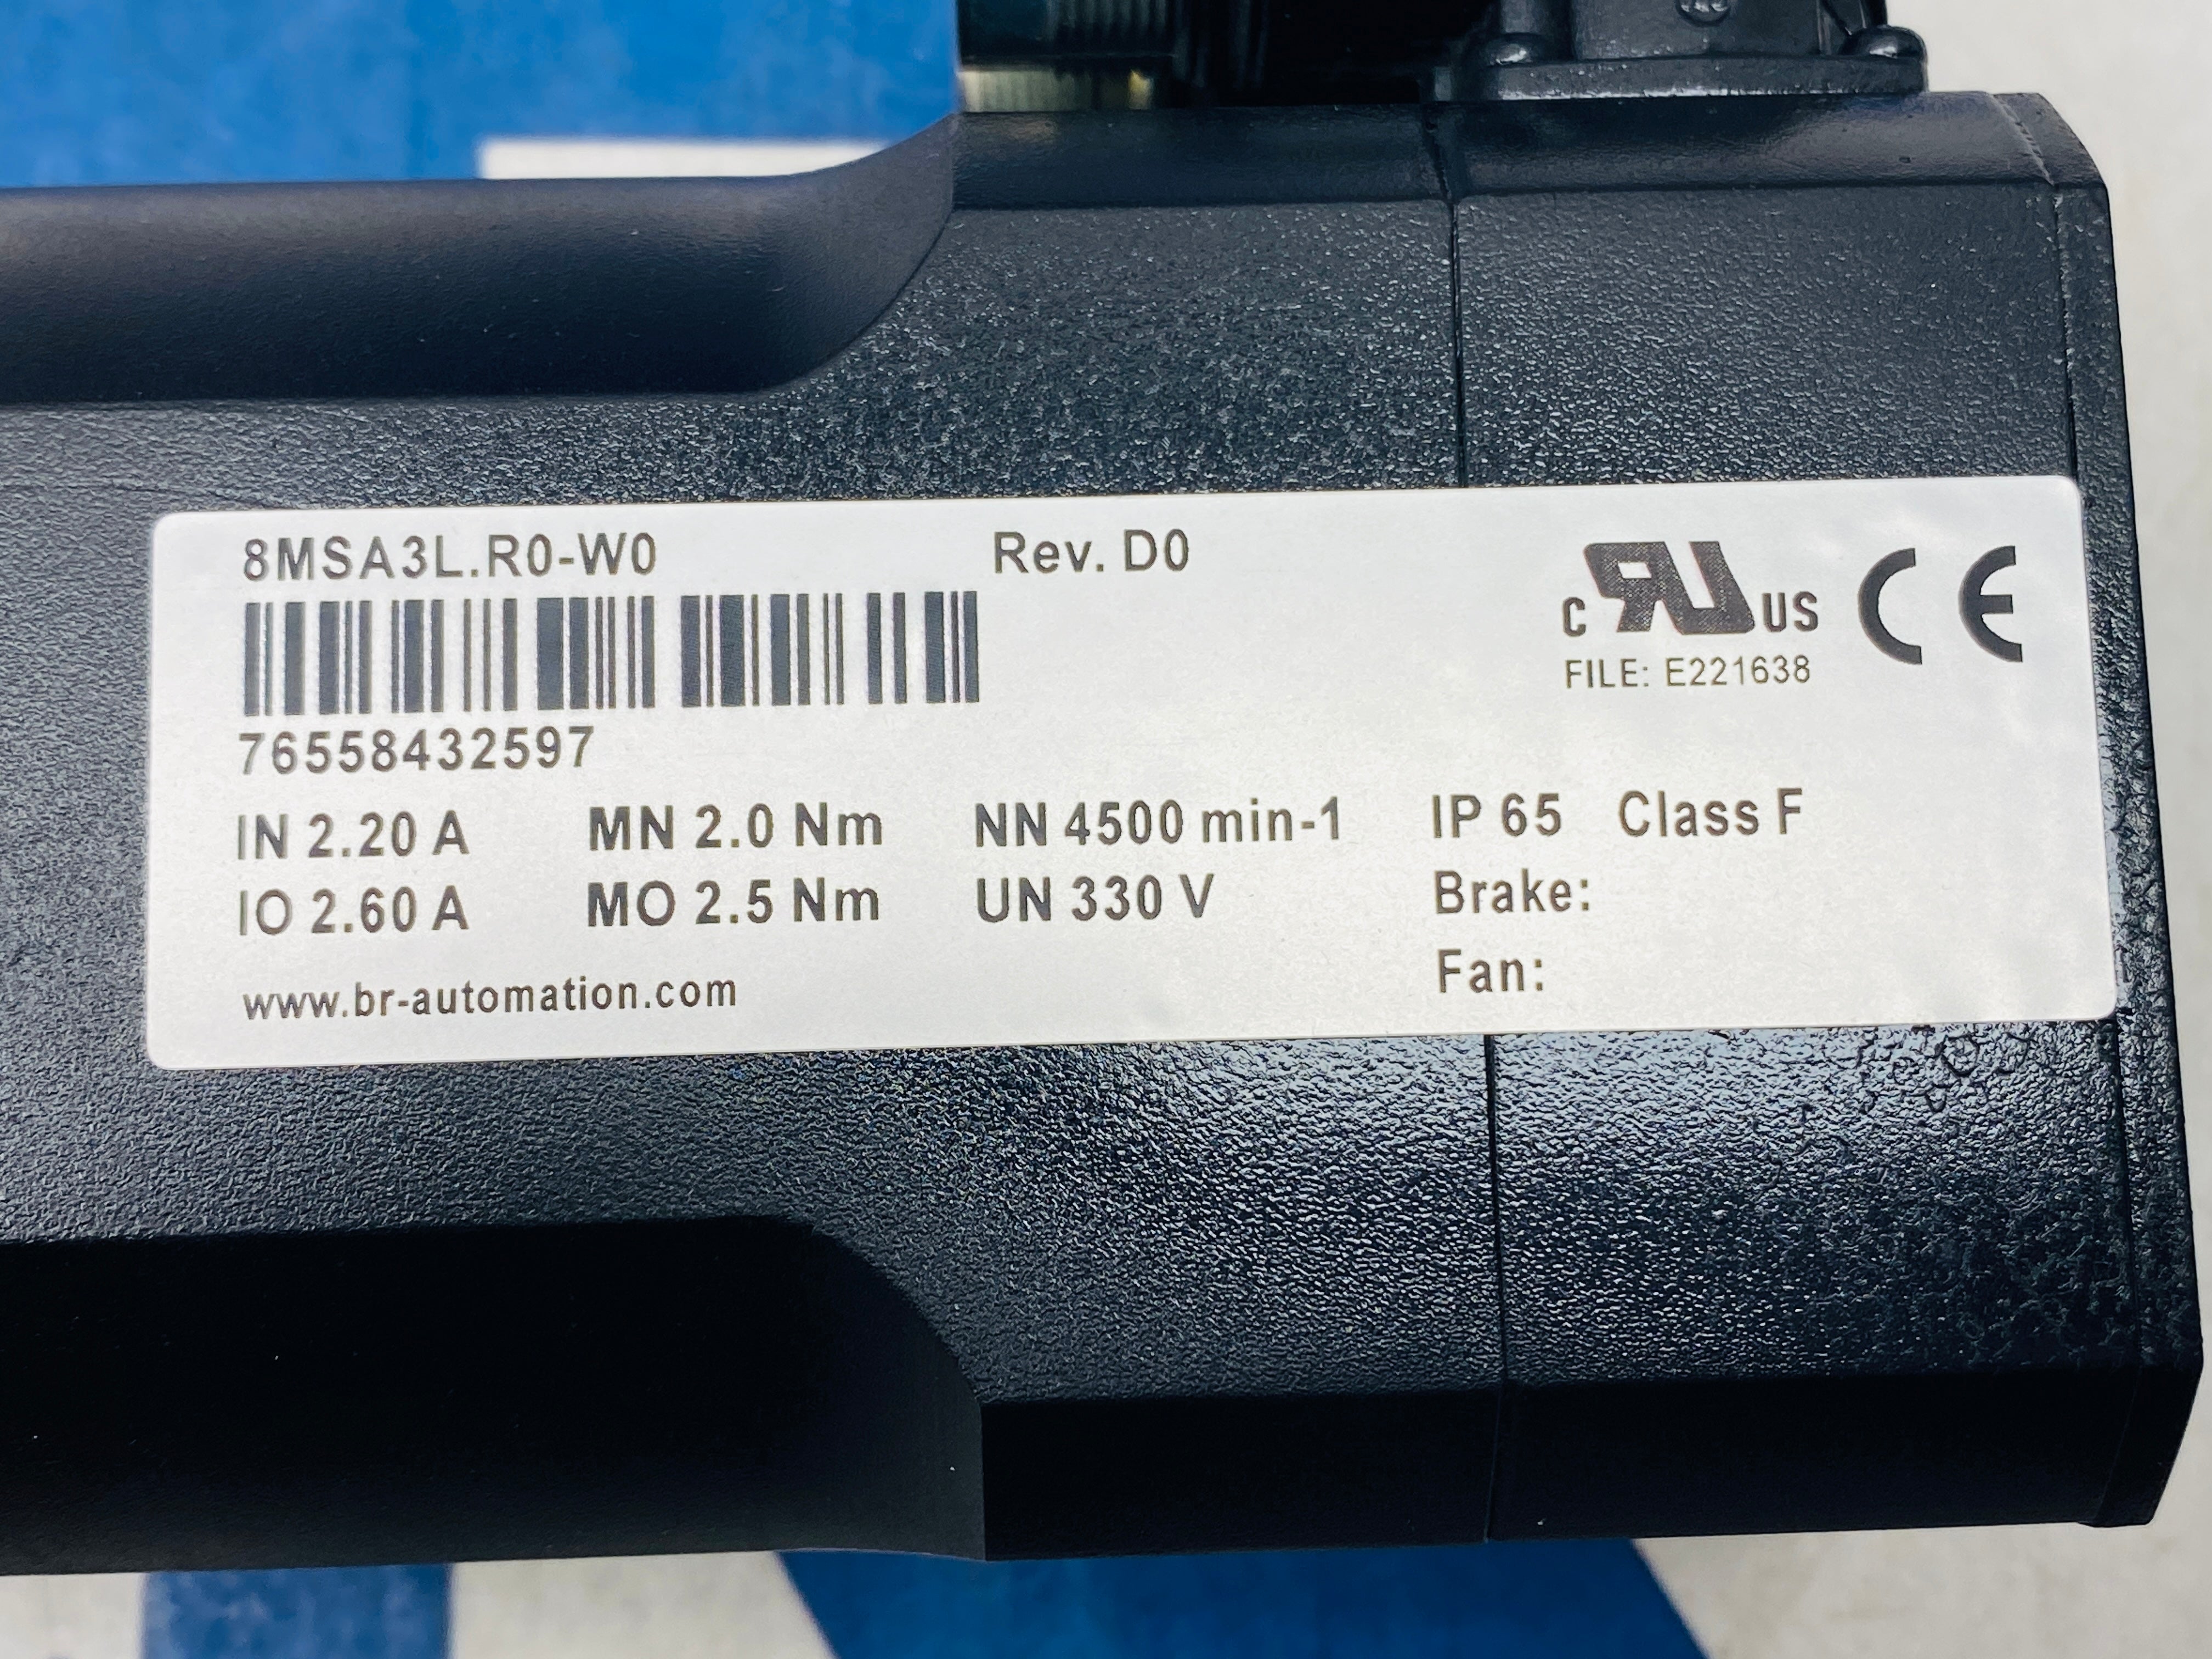 8MSA3L.R0-W0 Rev. D0
c RU US CE
FILE: E221638
76558432597
IN 2.20 A MN 2.0 Nm NN 4500 min-1 IP 65 Class F
IO 2.60 A MO 2.5 Nm UN 330 V Brake:
Fan:
www.br-automation.com